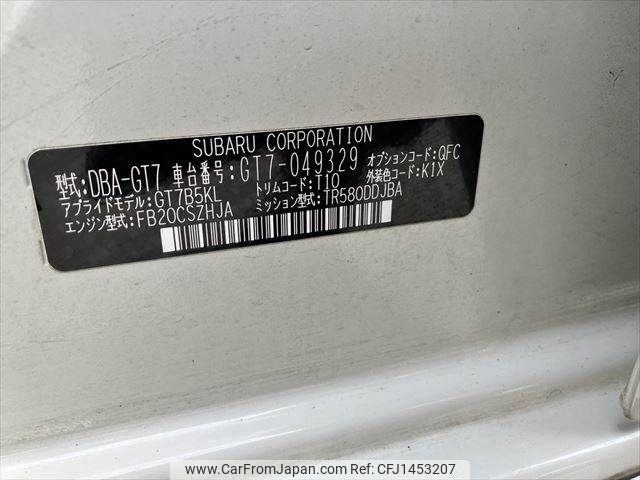 SUBARU CORPORATION
型式:DBA-GT7 車台番号:GT7-049329 オプションコード:QFC
アプライドモデル:GT7B5KL トリムコード:T10 外装色コード:K1X
エンジン型式:FB20CSZHJA ミッション型式:TR580DDJBA
www.carfromjapan.com CFJ1453207